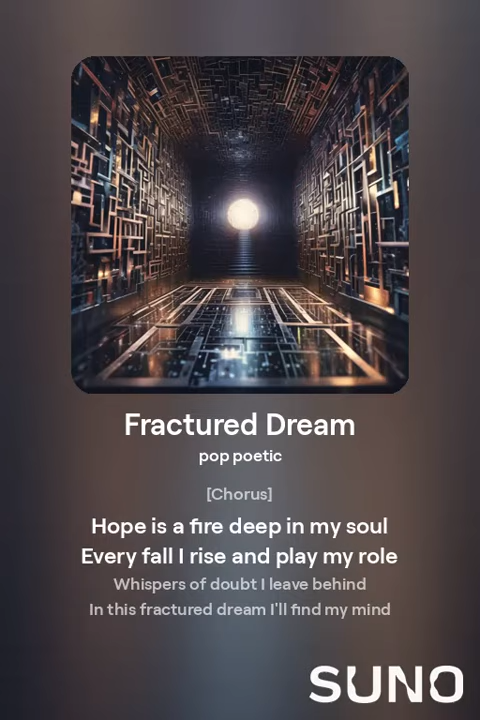 Fractured Dream
pop poetic
[Chorus]
Hope is a fire deep in my soul
Every fall I rise and play my role
Whispers of doubt I leave behind
In this fractured dream I'll find my mind
SUNO